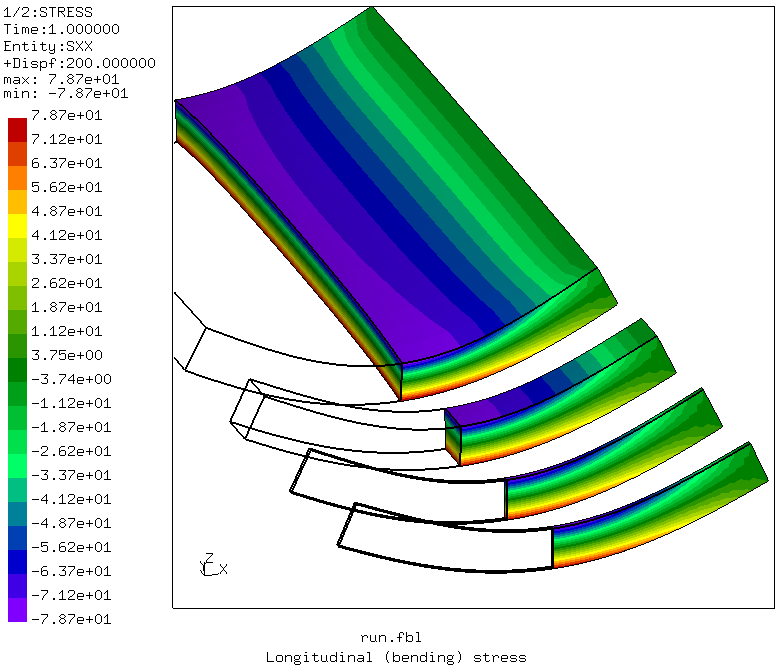 1/2:STRESS
Time:1.000000
Entity:SXX
+Dispf:200.000000
max: 7.87e+01
min: -7.87e+01
7.87e+01
7.12e+01
6.37e+01
5.62e+01
4.87e+01
4.12e+01
3.37e+01
2.62e+01
1.87e+01
1.12e+01
3.75e+00
-3.74e+00
-1.12e+01
-1.87e+01
-2.62e+01
-3.37e+01
-4.12e+01
-4.87e+01
-5.62e+01
-6.37e+01
-7.12e+01
-7.87e+01
Z
Y X
run.fbl
Longitudinal (bending) stress